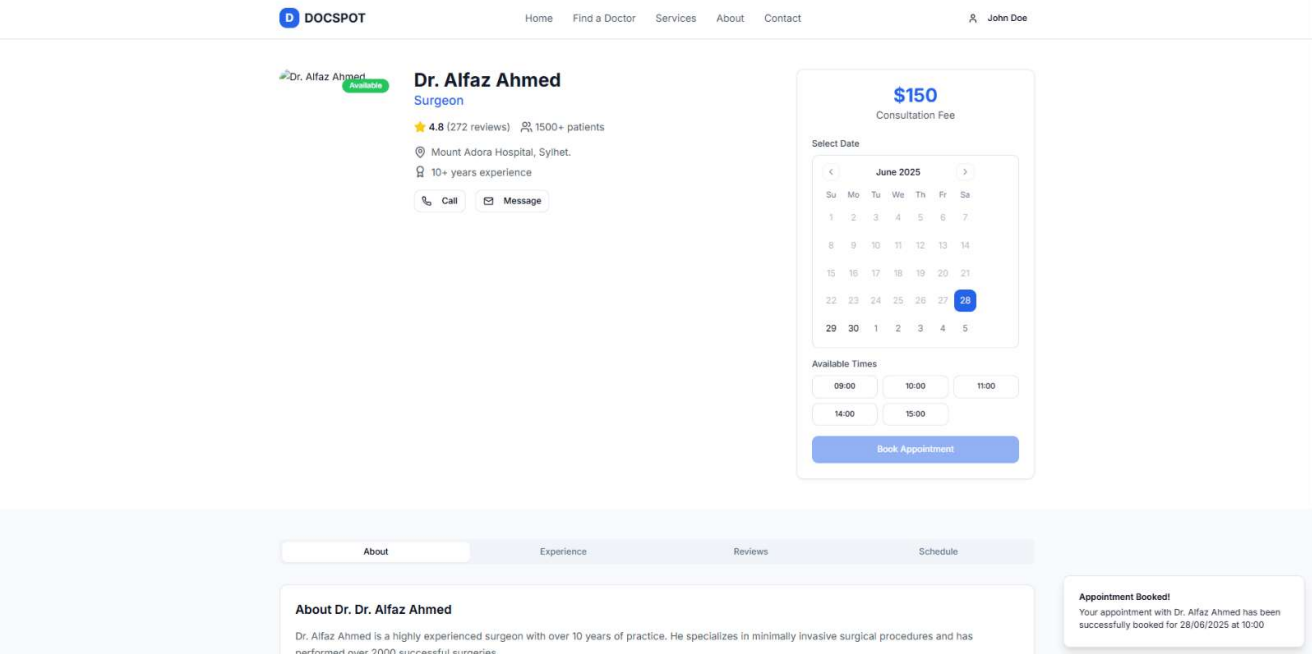 D DOCSPOT
Home Find a Doctor Services About Contact
John Doe
Dr. Alfaz Ahmed
Available
Dr. Alfaz Ahmed
Surgeon
4.8 (272 reviews) 1500+ patients
Mount Adora Hospital, Sylhet.
10+ years experience
Call Message
$150
Consultation Fee
Select Date
June 2025
Su Mo Tu We Th Fr Sa
1 2 3 4 5 6 7
8 9 10 11 12 13 14
15 16 17 18 19 20 21
22 23 24 25 26 27 28
29 30 1 2 3 4 5
Available Times
09:00 10:00 11:00
14:00 15:00
Book Appointment
About Experience Reviews Schedule
About Dr. Dr. Alfaz Ahmed
Dr. Alfaz Ahmed is a highly experienced surgeon with over 10 years of practice. He specializes in minimally invasive surgical procedures and has
performed over 2000 successful surgeries.
Appointment Booked!
Your appointment with Dr. Alfaz Ahmed has been
successfully booked for 28/06/2025 at 10:00